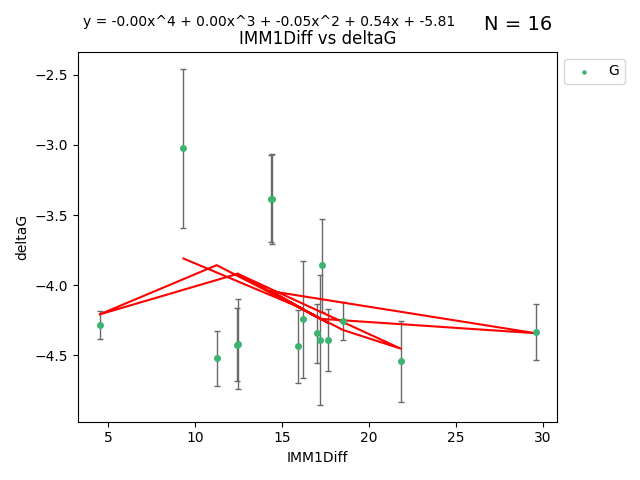 y = -0.00x^4 + 0.00x^3 + -0.05x^2 + 0.54x + -5.81
N = 16
IMM1Diff vs deltaG
G
−2.5
−3.0
−3.5
−4.0
−4.5
deltaG
5 10 15 20 25 30
IMM1Diff